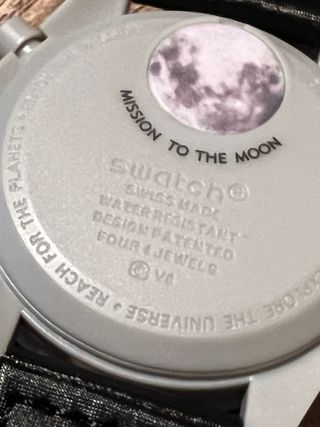 MISSION TO THE MOON
swatch
SWISS MADE
WATER RESISTANT
DESIGN PATENTED
FOUR 4 JEWELS
EXPLORE THE UNIVERSE • REACH FOR THE PLANETS •